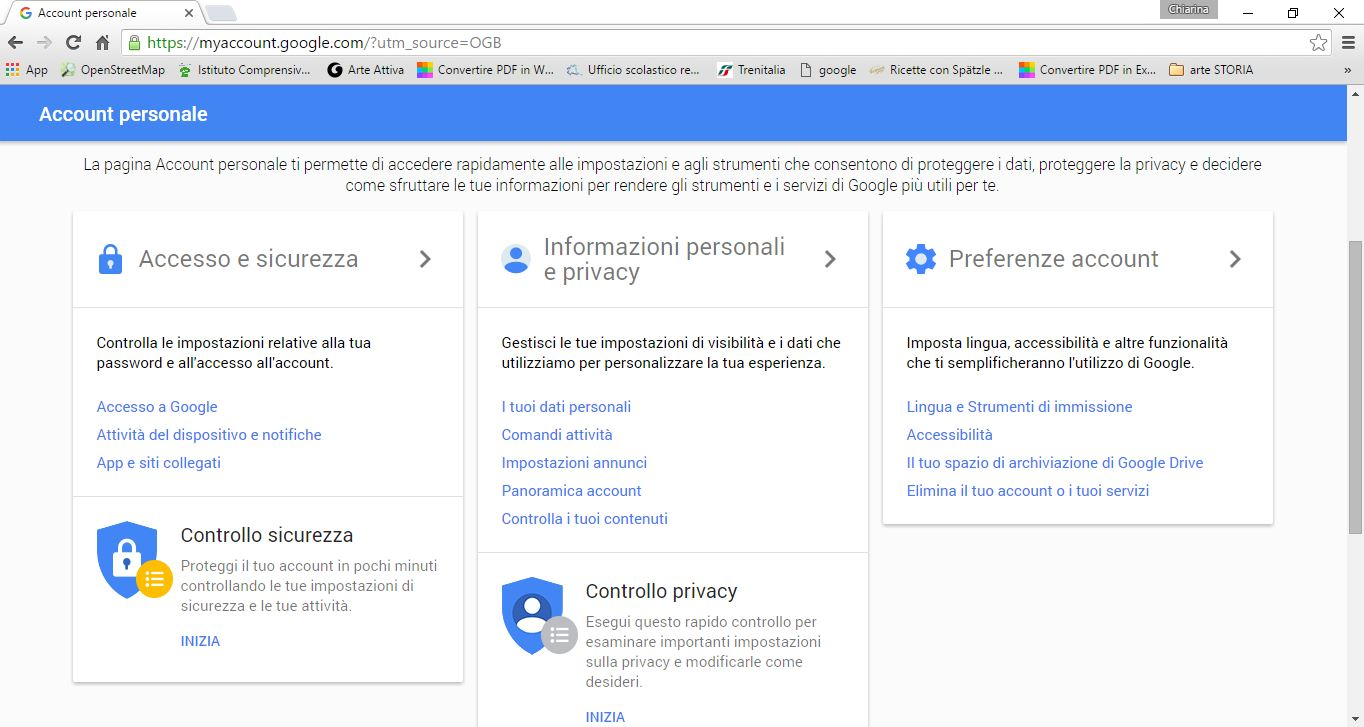 Account personale
Chiarina
https://myaccount.google.com/?utm_source=OGB
App
OpenStreetMap
Istituto Comprensiv...
Arte Attiva
Convertire PDF in W...
Ufficio scolastico re...
Trenitalia
google
Ricette con Spätzle ...
Convertire PDF in Ex...
arte STORIA
»
Account personale
La pagina Account personale ti permette di accedere rapidamente alle impostazioni e agli strumenti che consentono di proteggere i dati, proteggere la privacy e decidere
come sfruttare le tue informazioni per rendere gli strumenti e i servizi di Google più utili per te.
Accesso e sicurezza
Controlla le impostazioni relative alla tua
password e all'accesso all'account.
Accesso a Google
Attività del dispositivo e notifiche
App e siti collegati
Controllo sicurezza
Proteggi il tuo account in pochi minuti
controllando le tue impostazioni di
sicurezza e le tue attività.
INIZIA
Informazioni personali
e privacy
Gestisci le tue impostazioni di visibilità e i dati che
utilizziamo per personalizzare la tua esperienza.
I tuoi dati personali
Comandi attività
Impostazioni annunci
Panoramica account
Controlla i tuoi contenuti
Controllo privacy
Esegui questo rapido controllo per
esaminare importanti impostazioni
sulla privacy e modificarle come
desideri.
INIZIA
Preferenze account
Imposta lingua, accessibilità e altre funzionalità
che ti semplificheranno l'utilizzo di Google.
Lingua e Strumenti di immissione
Accessibilità
Il tuo spazio di archiviazione di Google Drive
Elimina il tuo account o i tuoi servizi